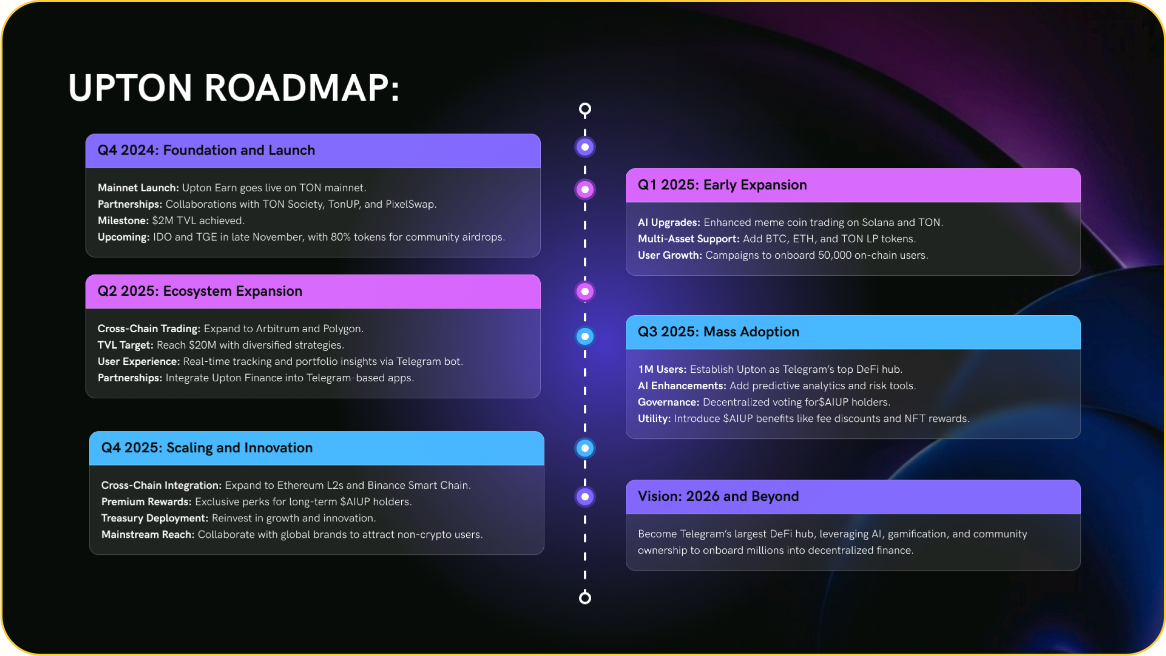 UPTON ROADMAP:
Q4 2024: Foundation and Launch
Mainnet Launch: Upton Earn goes live on TON mainnet.
Partnerships: Collaborations with TON Society, TonUP, and PixelSwap.
Milestone: $2M TVL achieved.
Upcoming: IDO and TGE in late November, with 80% tokens for community airdrops.
Q1 2025: Early Expansion
AI Upgrades: Enhanced meme coin trading on Solana and TON.
Multi-Asset Support: Add BTC, ETH, and TON LP tokens.
User Growth: Campaigns to onboard 50,000 on-chain users.
Q2 2025: Ecosystem Expansion
Cross-Chain Trading: Expand to Arbitrum and Polygon.
TVL Target: Reach $20M with diversified strategies.
User Experience: Real-time tracking and portfolio insights via Telegram bot.
Partnerships: Integrate Upton Finance into Telegram-based apps.
Q3 2025: Mass Adoption
1M Users: Establish Upton as Telegram's top DeFi hub.
AI Enhancements: Add predictive analytics and risk tools.
Governance: Decentralized voting for$AIUP holders.
Utility: Introduce $AIUP benefits like fee discounts and NFT rewards.
Q4 2025: Scaling and Innovation
Cross-Chain Integration: Expand to Ethereum L2s and Binance Smart Chain.
Premium Rewards: Exclusive perks for long-term $AIUP holders.
Treasury Deployment: Reinvest in growth and innovation.
Mainstream Reach: Collaborate with global brands to attract non-crypto users.
Vision: 2026 and Beyond
Become Telegram's largest DeFi hub, leveraging AI, gamification, and community
ownership to onboard millions into decentralized finance.